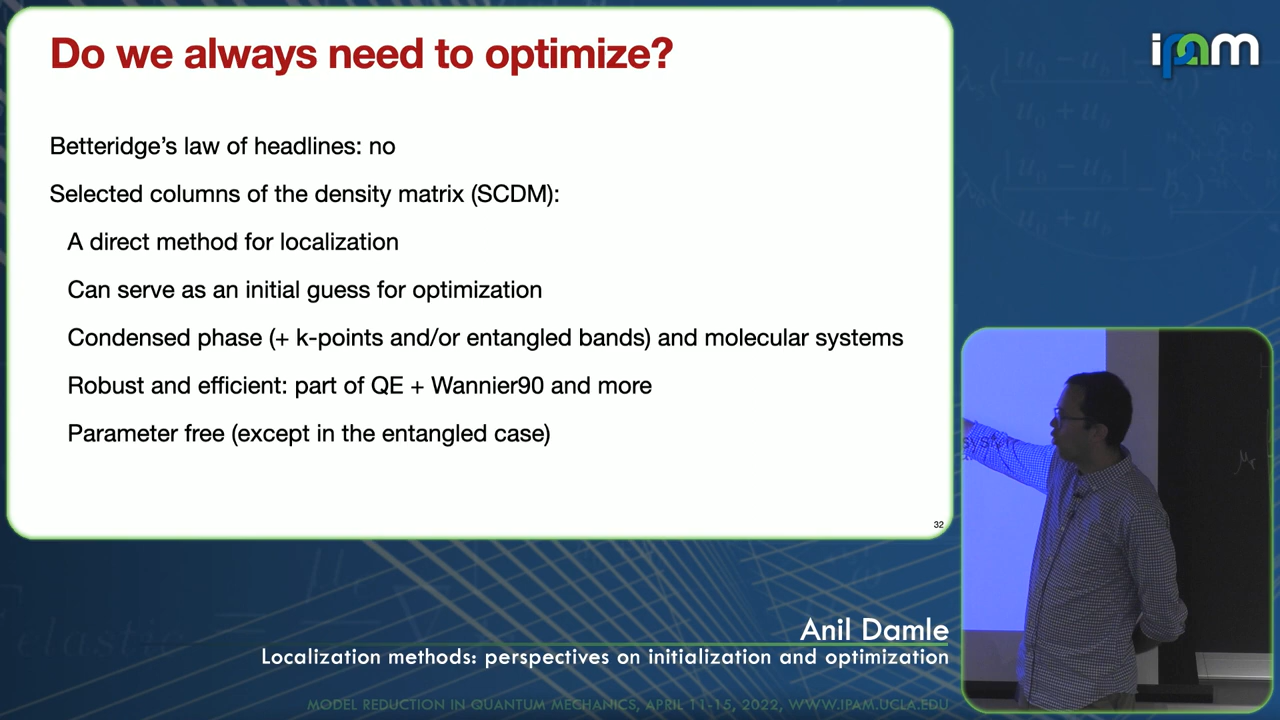 Do we always need to optimize?
ipam
Betteridge's law of headlines: no
Selected columns of the density matrix (SCDM):
A direct method for localization
Can serve as an initial guess for optimization
Condensed phase (+ k-points and/or entangled bands) and molecular systems
Robust and efficient: part of QE + Wannier90 and more
Parameter free (except in the entangled case)
32
Anil Damle
Localization methods: perspectives on initialization and optimization
MODEL REDUCTION IN QUANTUM MECHANICS, APRIL 11-15, 2022, WWW.IPAM.UCLA.EDU